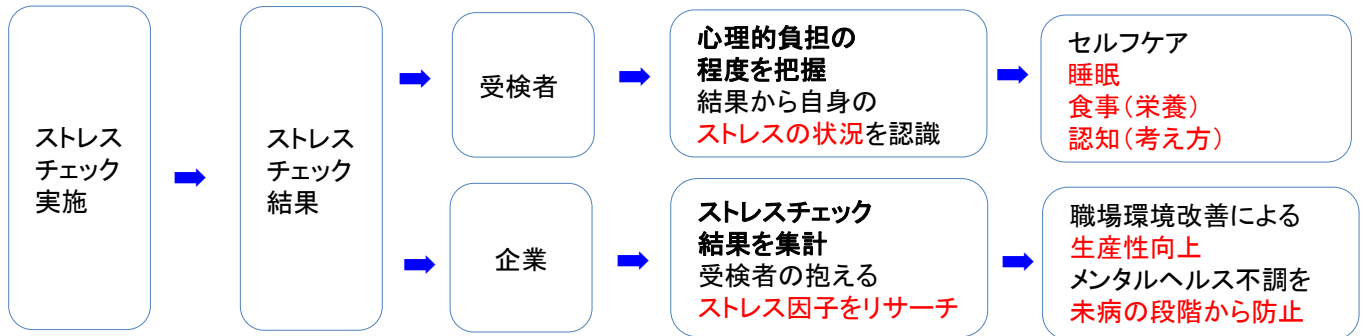 ストレス
チェック
実施
ストレス
チェック
結果
受検者
心理的負担の
程度を把握
結果から自身の
ストレスの状況を認識
セルフケア
睡眠
食事(栄養)
認知(考え方)
企業
ストレスチェック
結果を集計
受検者の抱える
ストレス因子をリサーチ
職場環境改善による
生産性向上
メンタルヘルス不調を
未病の段階から防止